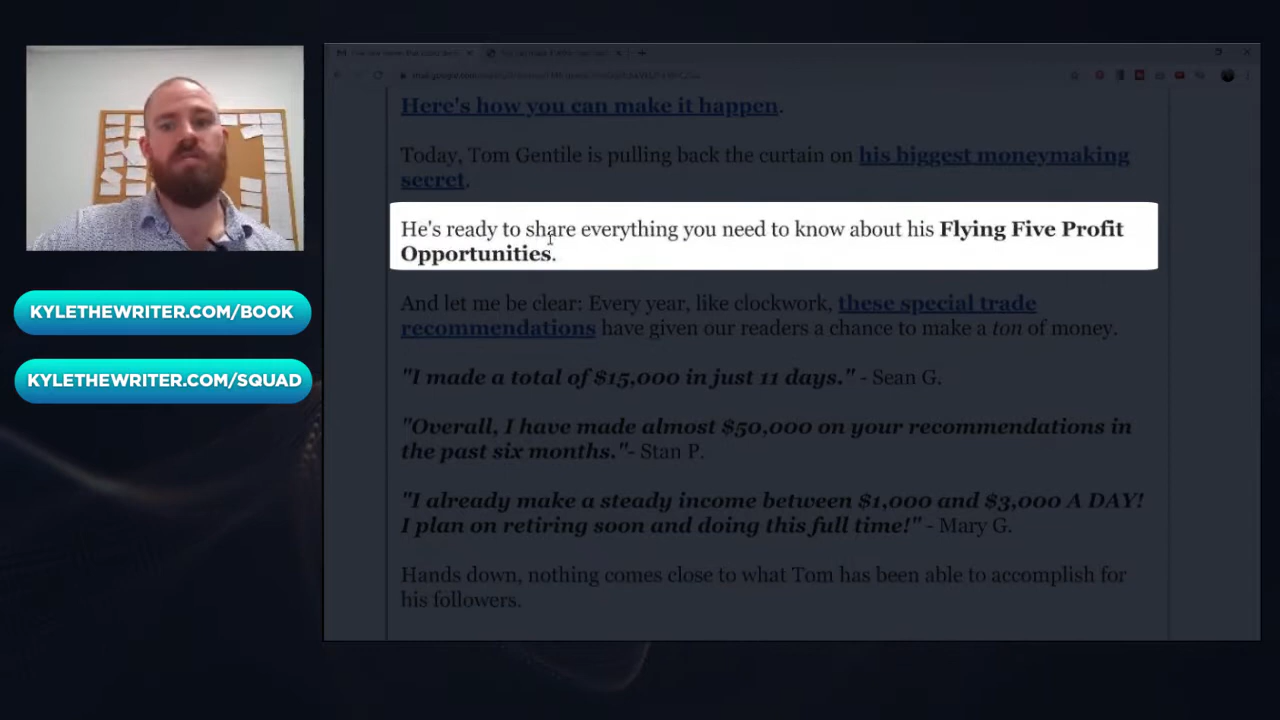 KYLETHEWRITER.COM/BOOK
KYLETHEWRITER.COM/SQUAD
Here's how you can make it happen.
Today, Tom Gentile is pulling back the curtain on his biggest moneymaking
secret.
He's ready to share everything you need to know about his Flying Five Profit
Opportunities.
And let me be clear: Every year, like clockwork, these special trade
recommendations have given our readers a chance to make a ton of money.
"I made a total of $15,000 in just 11 days." - Sean G.
"Overall, I have made almost $50,000 on your recommendations in
the past six months."- Stan P.
"I already make a steady income between $1,000 and $3,000 A DAY!
I plan on retiring soon and doing this full time!" - Mary G.
Hands down, nothing comes close to what Tom has been able to accomplish for
his followers.